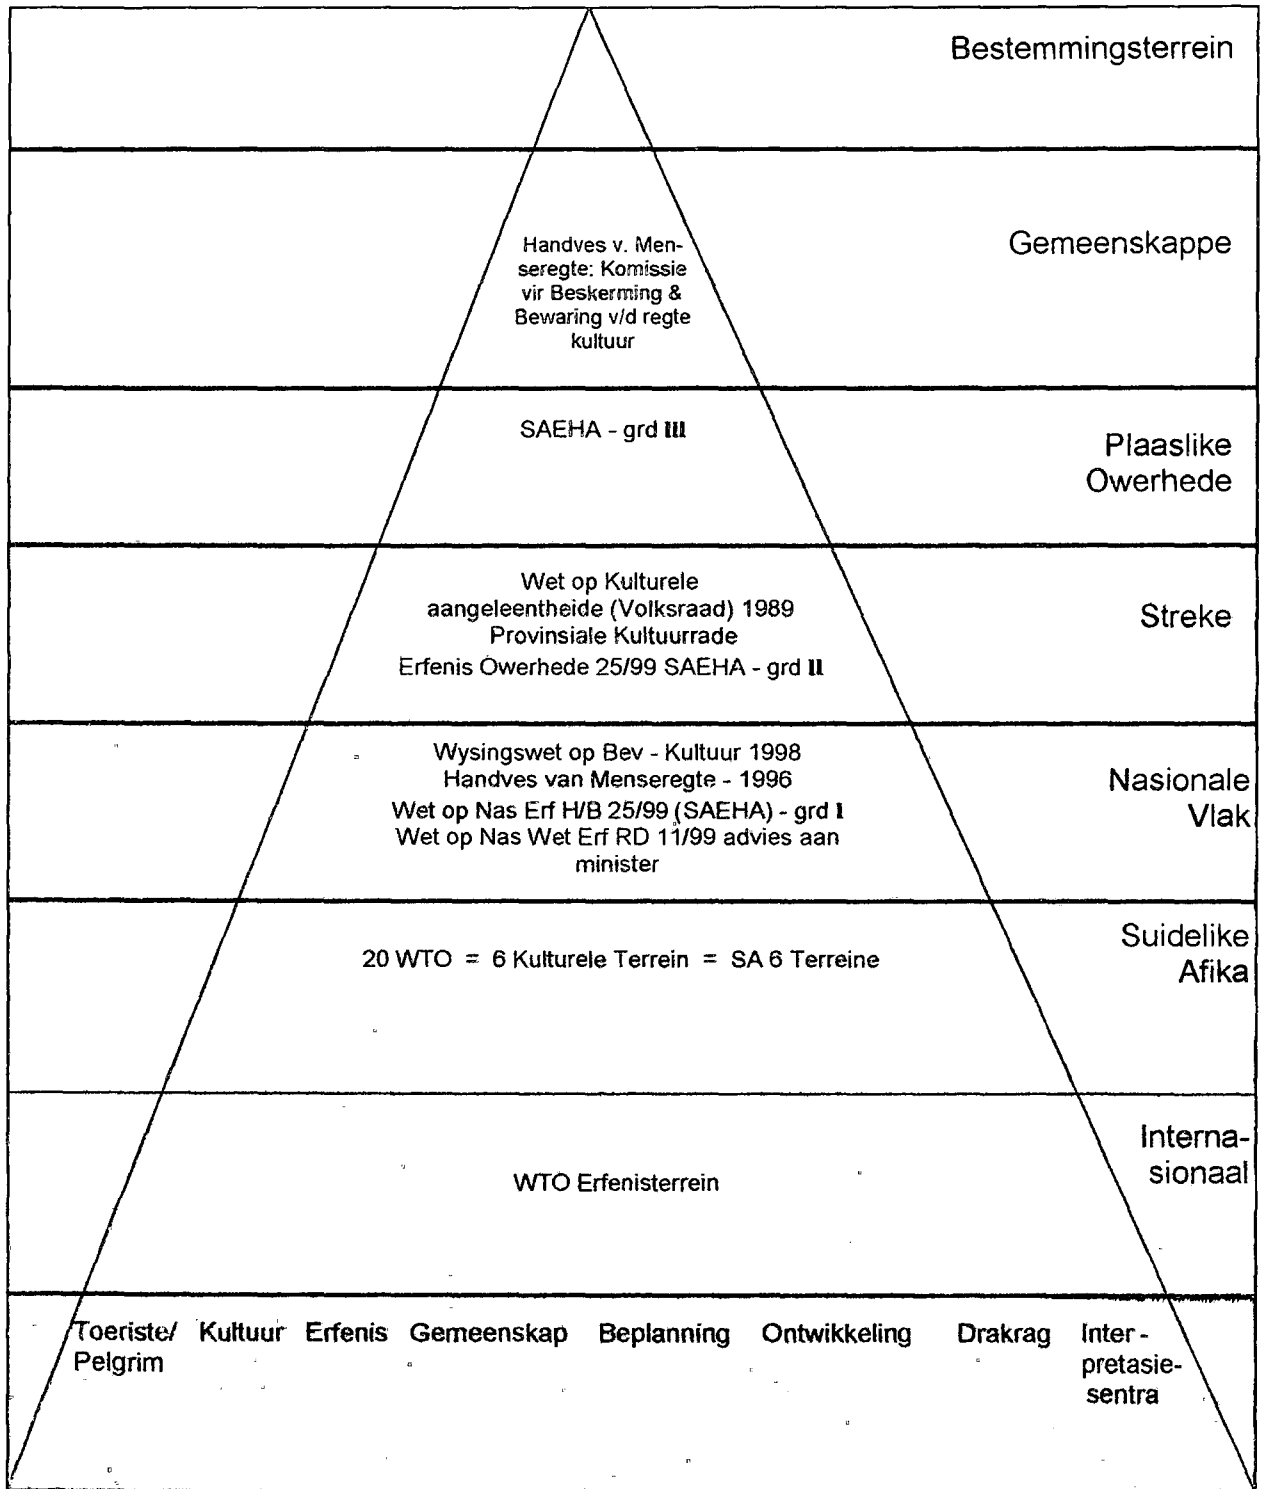 Bestemmingsterrein
Handves v. Men-
seregte: Komissie
vir Beskerming &
Bewaring v/d regte
kultuur
Gemeenskappe
SAEHA - grd III
Plaaslike
Owerhede
Wet op Kulturele
aangeleentheide (Volksraad) 1989
Provinsiale Kultuurrade
Erfenis Owerhede 25/99 SAEHA - grd II
Streke
Wysingswet op Bev - Kultuur 1998
Handves van Menseregte - 1996
Wet op Nas Erf H/B 25/99 (SAEHA) - grd I
Wet op Nas Wet Erf RD 11/99 advies aan
minister
Nasionale
Vlak
20 WTO = 6 Kulturele Terrein = SA 6 Terreine
Suidelike
Afika
WTO Erfenisterrein
Interna-
sionaal
Toeriste/ Kultuur Erfenis Gemeenskap Beplanning Ontwikkeling Drakrag Inter-
Pelgrim pretasie-
sentra